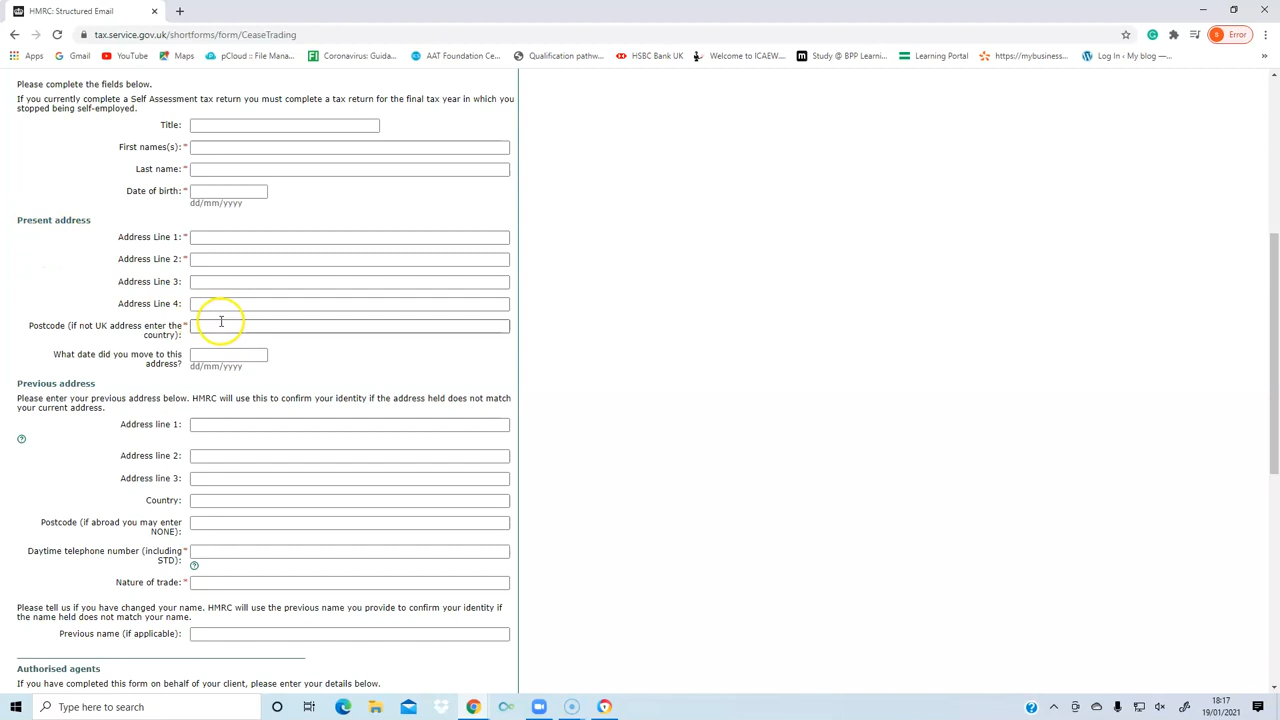 HMRC: Structured Email
tax.service.gov.uk/shortforms/form/CeaseTrading
Error
Apps
Gmail
YouTube
Maps
pCloud :: File Mana...
Coronavirus: Guida...
AAT Foundation Ce...
Qualification pathw...
HSBC Bank UK
Welcome to ICAEW....
Study @ BPP Learni...
Learning Portal
https://mybusiness...
Log In ‹ My blog —...
Please complete the fields below.
If you currently complete a Self Assessment tax return you must complete a tax return for the final tax year in which you
stopped being self-employed.
Title:
First names(s): *
Last name: *
Date of birth: *
dd/mm/yyyy
Present address
Address Line 1: *
Address Line 2: *
Address Line 3:
Address Line 4:
Postcode (if not UK address enter the *
country):
What date did you move to this
address?
dd/mm/yyyy
Previous address
Please enter your previous address below. HMRC will use this to confirm your identity if the address held does not match
your current address.
Address line 1:
Address line 2:
Address line 3:
Country:
Postcode (if abroad you may enter
NONE):
Daytime telephone number (including *
STD):
Nature of trade: *
Please tell us if you have changed your name. HMRC will use the previous name you provide to confirm your identity if
the name held does not match your name.
Previous name (if applicable):
Authorised agents
If you have completed this form on behalf of your client, please enter your details below.
Type here to search
18:17
19/01/2021